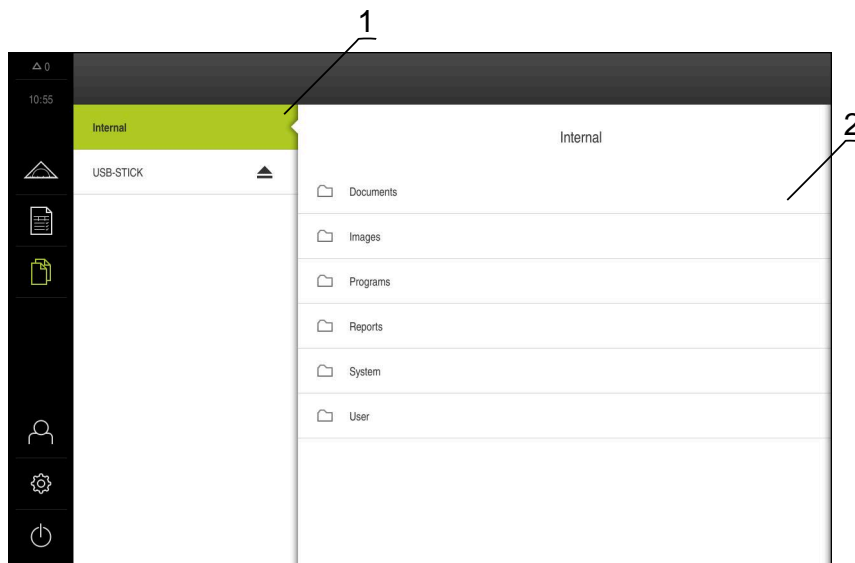 1
△ 0
10:55
Internal
USB-STICK
Internal
2
Documents
Images
Programs
Reports
System
User